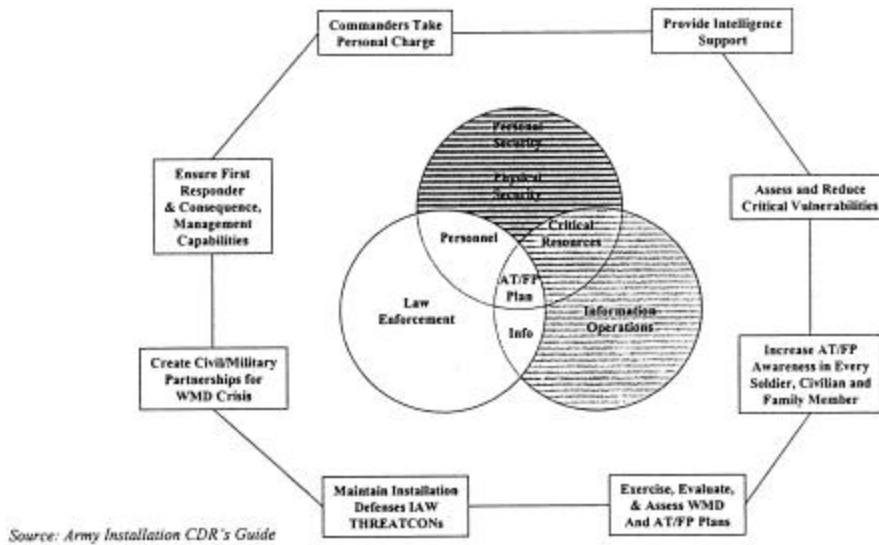 Commanders Take
Personal Charge
Provide Intelligence
Support
Personal
Security
Physical
Security
Ensure First
Responder
& Consequence,
Management
Capabilities
Assess and Reduce
Critical Vulnerabilities
Personnel
Critical
Resources
AT/FP
Plan
Law
Enforcement
Information
Operations
Info
Create Civil/Military
Partnerships for
WMD Crisis
Increase AT/FP
Awareness in Every
Soldier, Civilian and
Family Member
Maintain Installation
Defenses IAW
THREATCONs
Exercise, Evaluate,
& Assess WMD
And AT/FP Plans
Source: Army Installation CDR's Guide